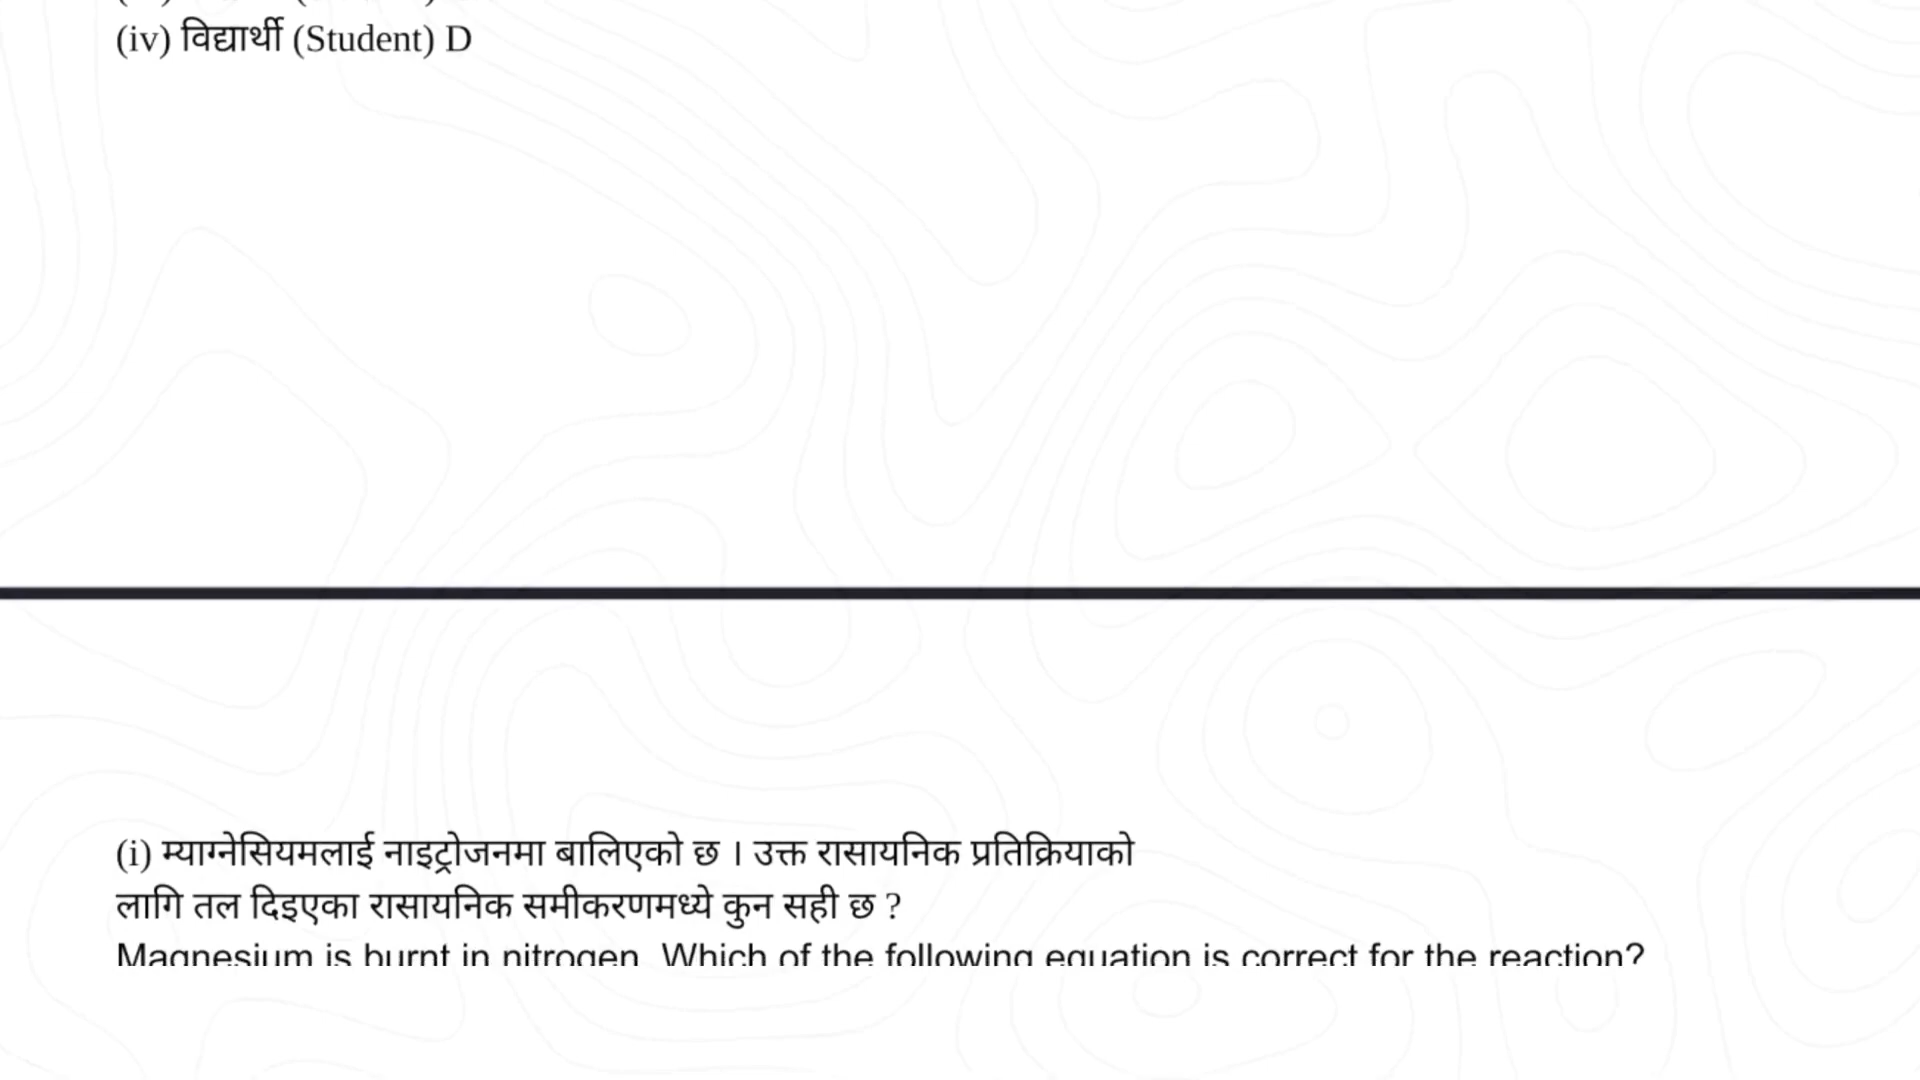 (iv) विद्यार्थी (Student) D
(i) म्याग्नेसियमलाई नाइट्रोजनमा बालिएको छ । उक्त रासायनिक प्रतिक्रियाको
लागि तल दिइएका रासायनिक समीकरणमध्ये कुन सही छ ?
Magnesium is burnt in nitrogen. Which of the following equation is correct for the reaction?